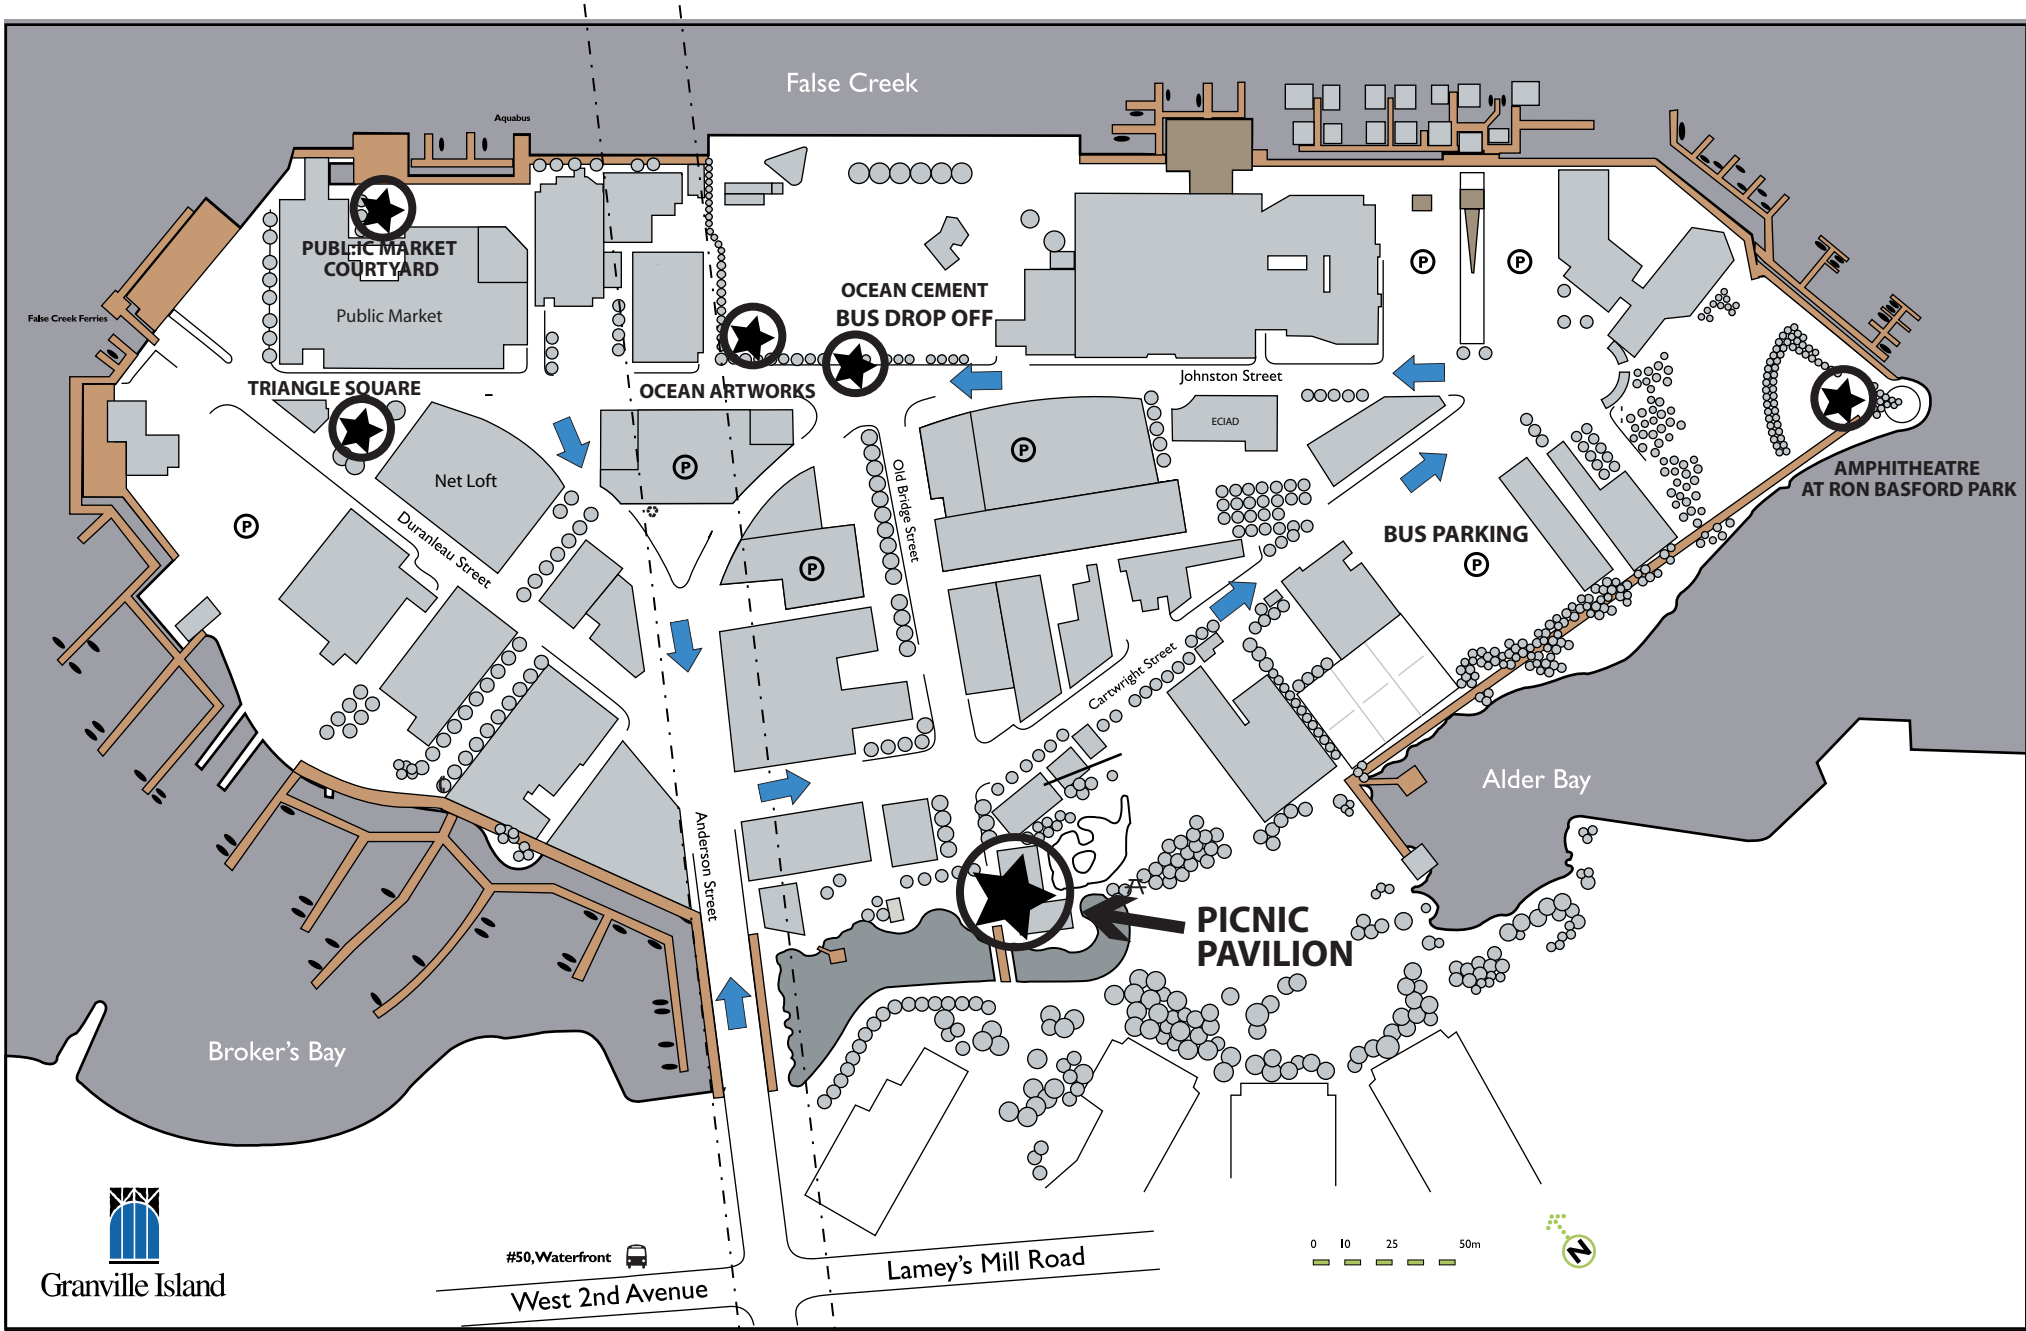 False Creek
Aquabus
PUBLIC MARKET
COURTYARD
Public Market
False Creek Ferries
OCEAN CEMENT
BUS DROP OFF
P
P
TRIANGLE SQUARE
OCEAN ARTWORKS
Johnston Street
ECIAD
Net Loft
P
P
Old Bridge Street
AMPHITHEATRE
AT RON BASFORD PARK
P
Duranleau Street
BUS PARKING
P
P
Cartwright Street
Alder Bay
Anderson Street
PICNIC
PAVILION
Broker's Bay
Granville Island
#50, Waterfront
West 2nd Avenue
Lamey's Mill Road
0 10 25 50m
N